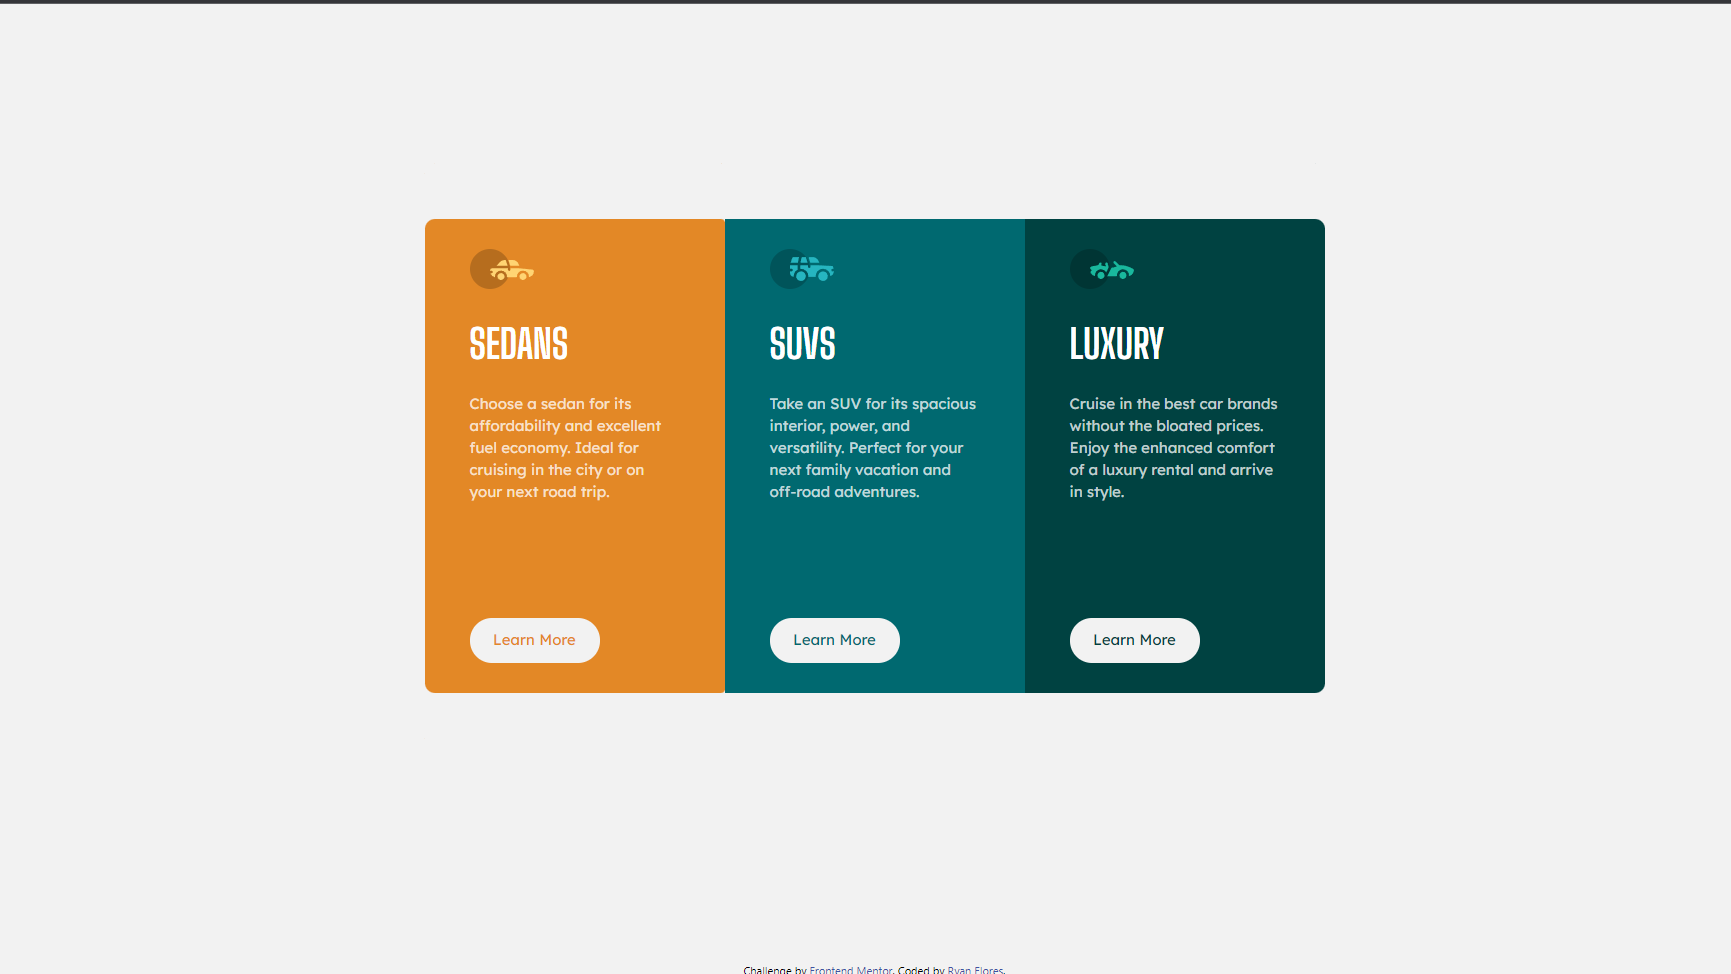 SEDANS
Choose a sedan for its
affordability and excellent
fuel economy. Ideal for
cruising in the city or on
your next road trip.
Learn More
SUVS
Take an SUV for its spacious
interior, power, and
versatility. Perfect for your
next family vacation and
off-road adventures.
Learn More
LUXURY
Cruise in the best car brands
without the bloated prices.
Enjoy the enhanced comfort
of a luxury rental and arrive
in style.
Learn More
Challenge by Frontend Mentor. Coded by Ryan Flores.